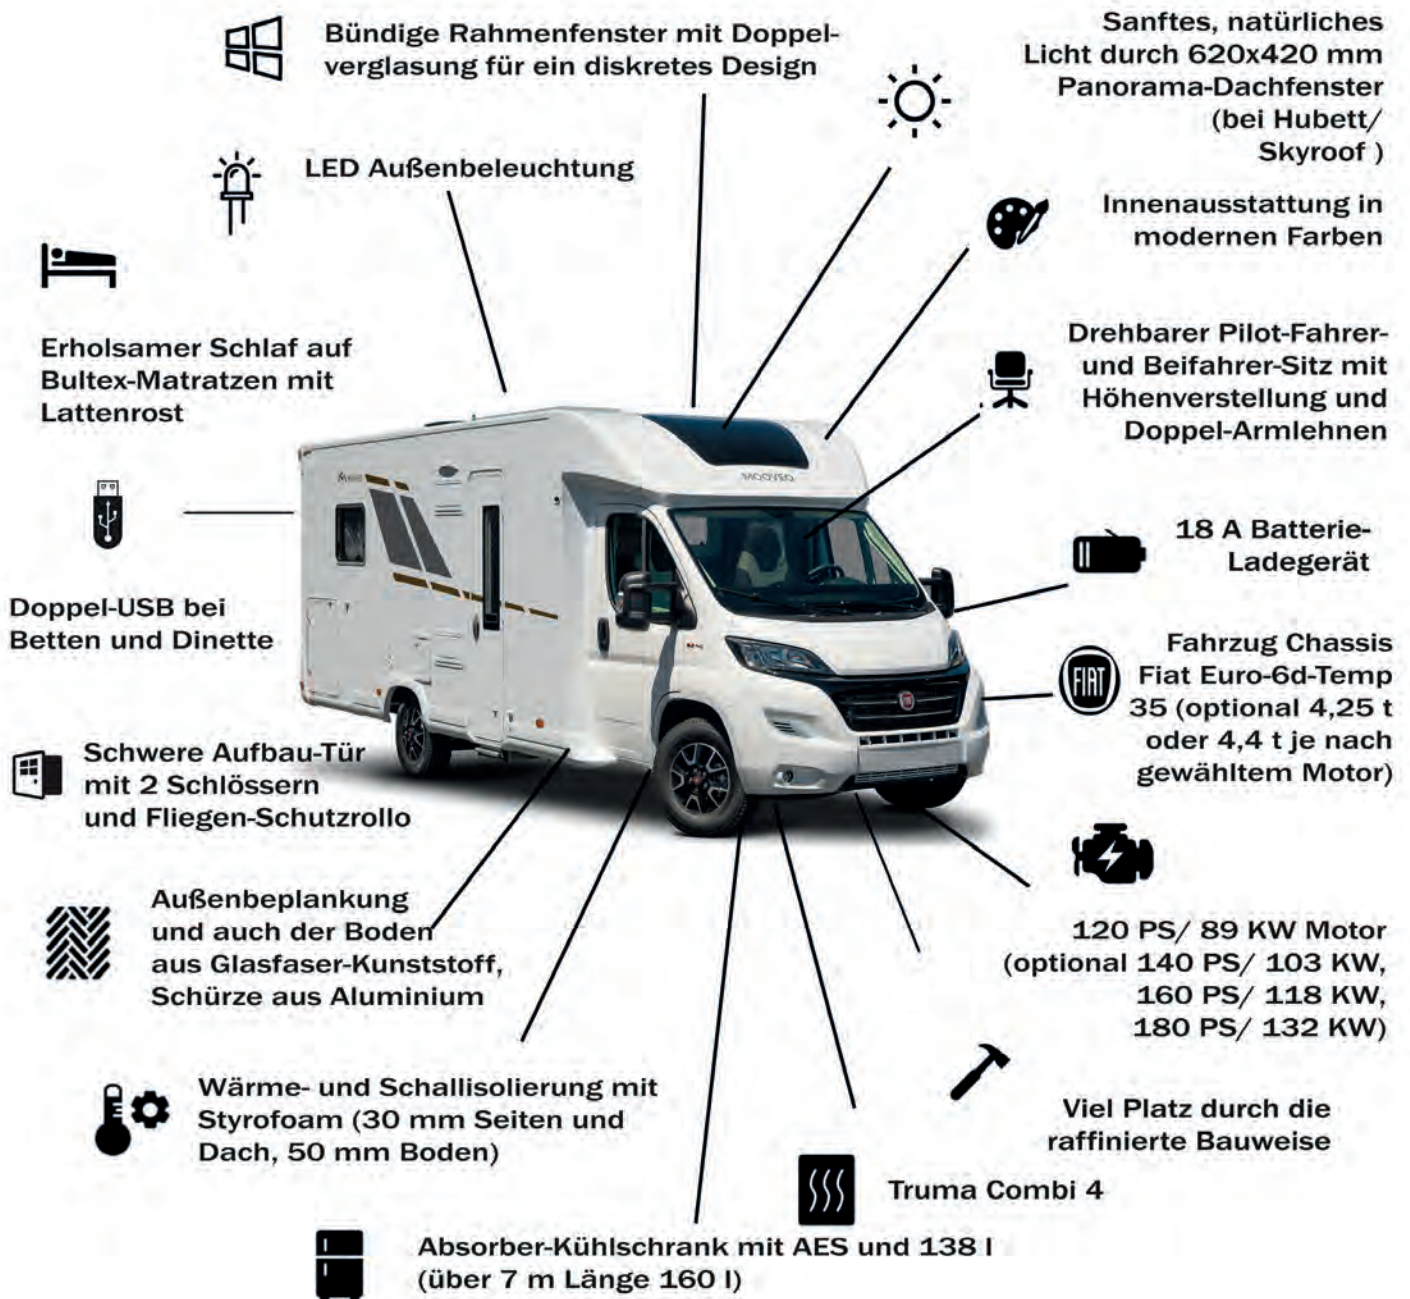 Bündige Rahmenfenster mit Doppel-
verglasung für ein diskretes Design
Sanftes, natürliches
Licht durch 620x420 mm
Panorama-Dachfenster
(bei Hubett/
Skyroof )
LED Außenbeleuchtung
Innenausstattung in
modernen Farben
Erholsamer Schlaf auf
Bultex-Matratzen mit
Lattenrost
Drehbarer Pilot-Fahrer-
und Beifahrer-Sitz mit
Höhenverstellung und
Doppel-Armlehnen
MOOVEO
18 A Batterie-
Ladegerät
Doppel-USB bei
Betten und Dinette
FIAT
Fahrzug Chassis
Fiat Euro-6d-Temp
35 (optional 4,25 t
oder 4,4 t je nach
gewähltem Motor)
Schwere Aufbau-Tür
mit 2 Schlössern
und Fliegen-Schutzrollo
Außenbeplankung
und auch der Boden
aus Glasfaser-Kunststoff,
Schürze aus Aluminium
120 PS/ 89 KW Motor
(optional 140 PS/ 103 KW,
160 PS/ 118 KW,
180 PS/ 132 KW)
Wärme- und Schallisolierung mit
Styrofoam (30 mm Seiten und
Dach, 50 mm Boden)
Viel Platz durch die
raffinierte Bauweise
Truma Combi 4
Absorber-Kühlschrank mit AES und 138 l
(über 7 m Länge 160 l)